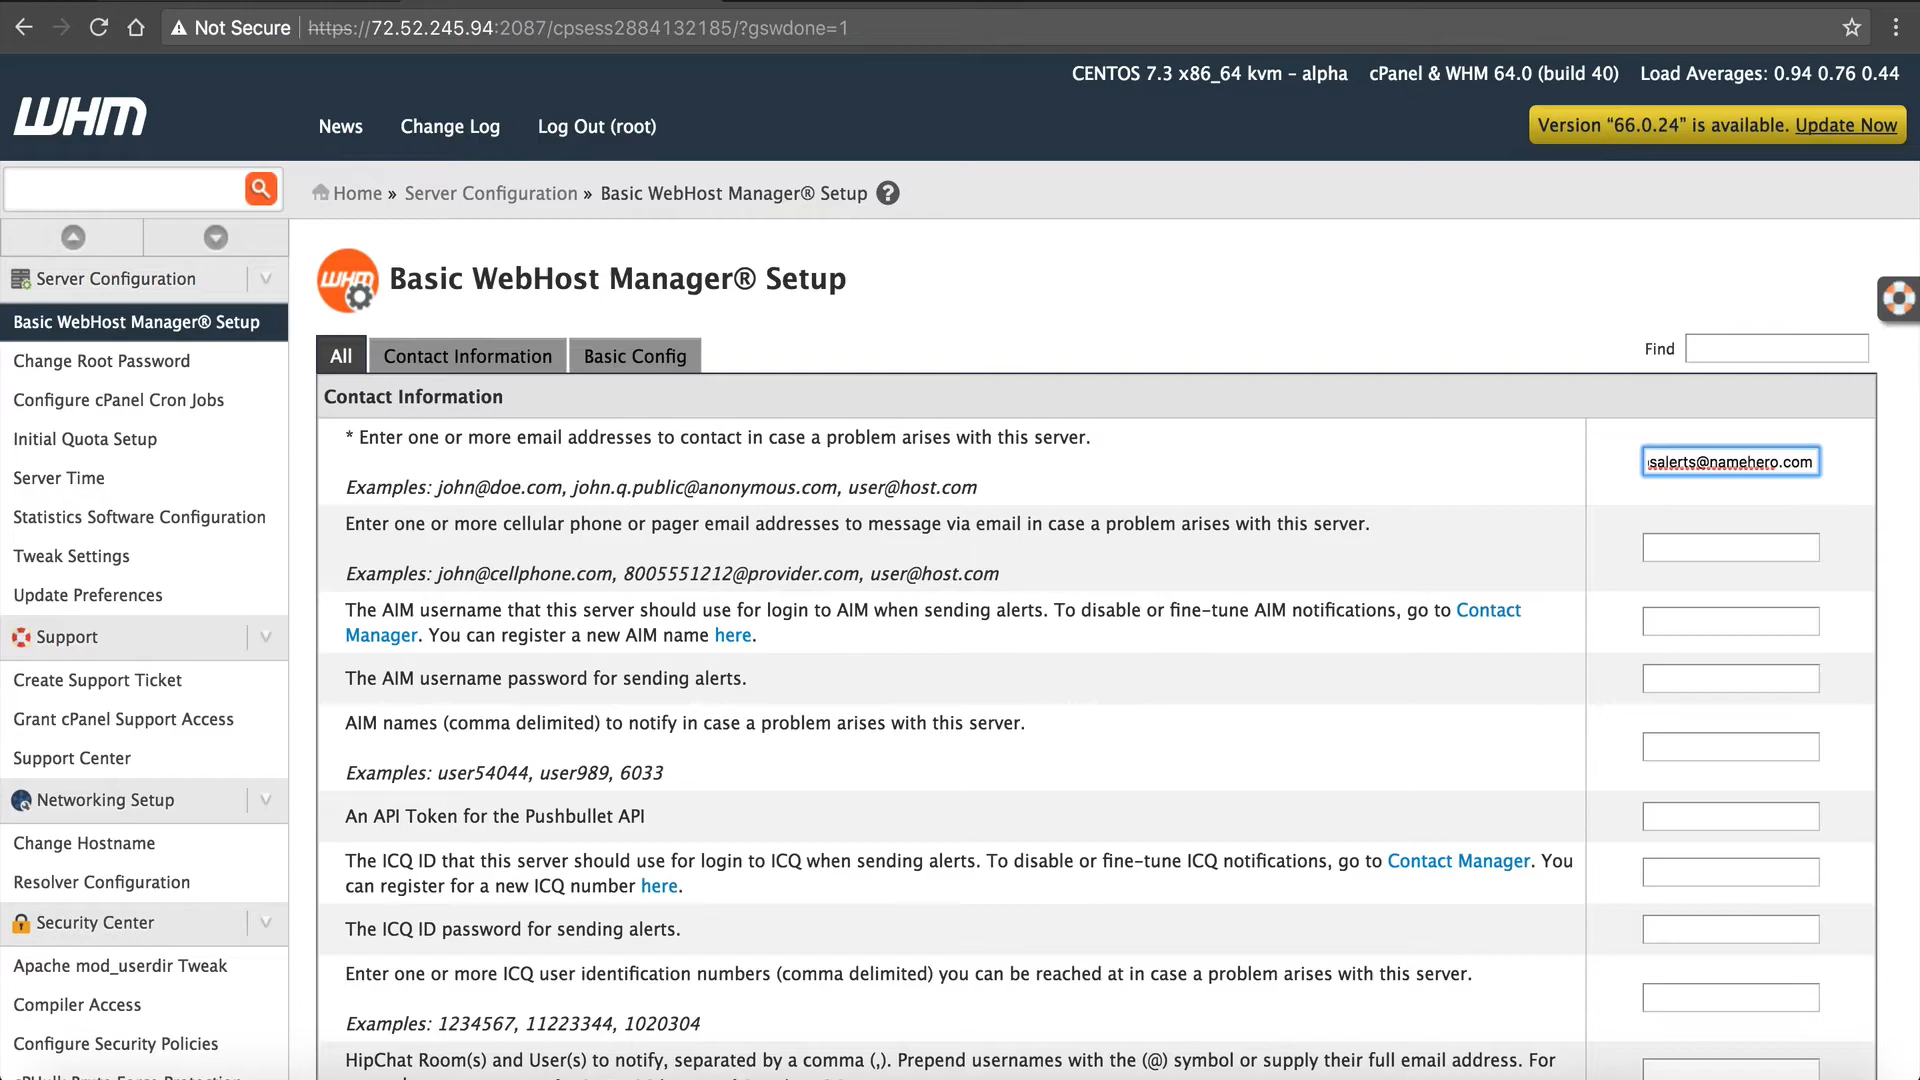 Not Secure https://72.52.245.94:2087/cpsess2884132185/?gswdone=1
CENTOS 7.3 x86_64 kvm – alpha cPanel & WHM 64.0 (build 40) Load Averages: 0.94 0.76 0.44
WHM
News Change Log Log Out (root)
Version “66.0.24” is available. Update Now
Home » Server Configuration » Basic WebHost Manager® Setup ?
Server Configuration
Basic WebHost Manager® Setup
Change Root Password
Configure cPanel Cron Jobs
Initial Quota Setup
Server Time
Statistics Software Configuration
Tweak Settings
Update Preferences
Support
Create Support Ticket
Grant cPanel Support Access
Support Center
Networking Setup
Change Hostname
Resolver Configuration
Security Center
Apache mod_userdir Tweak
Compiler Access
Configure Security Policies
WHM
Basic WebHost Manager® Setup
All Contact Information Basic Config
Find
Contact Information
* Enter one or more email addresses to contact in case a problem arises with this server.
salerts@namehero.com
Examples: john@doe.com, john.q.public@anonymous.com, user@host.com
Enter one or more cellular phone or pager email addresses to message via email in case a problem arises with this server.
Examples: john@cellphone.com, 8005551212@provider.com, user@host.com
The AIM username that this server should use for login to AIM when sending alerts. To disable or fine-tune AIM notifications, go to Contact
Manager. You can register a new AIM name here.
The AIM username password for sending alerts.
AIM names (comma delimited) to notify in case a problem arises with this server.
Examples: user54044, user989, 6033
An API Token for the Pushbullet API
The ICQ ID that this server should use for login to ICQ when sending alerts. To disable or fine-tune ICQ notifications, go to Contact Manager. You
can register for a new ICQ number here.
The ICQ ID password for sending alerts.
Enter one or more ICQ user identification numbers (comma delimited) you can be reached at in case a problem arises with this server.
Examples: 1234567, 11223344, 1020304
HipChat Room(s) and User(s) to notify, separated by a comma (,). Prepend usernames with the (@) symbol or supply their full email address. For